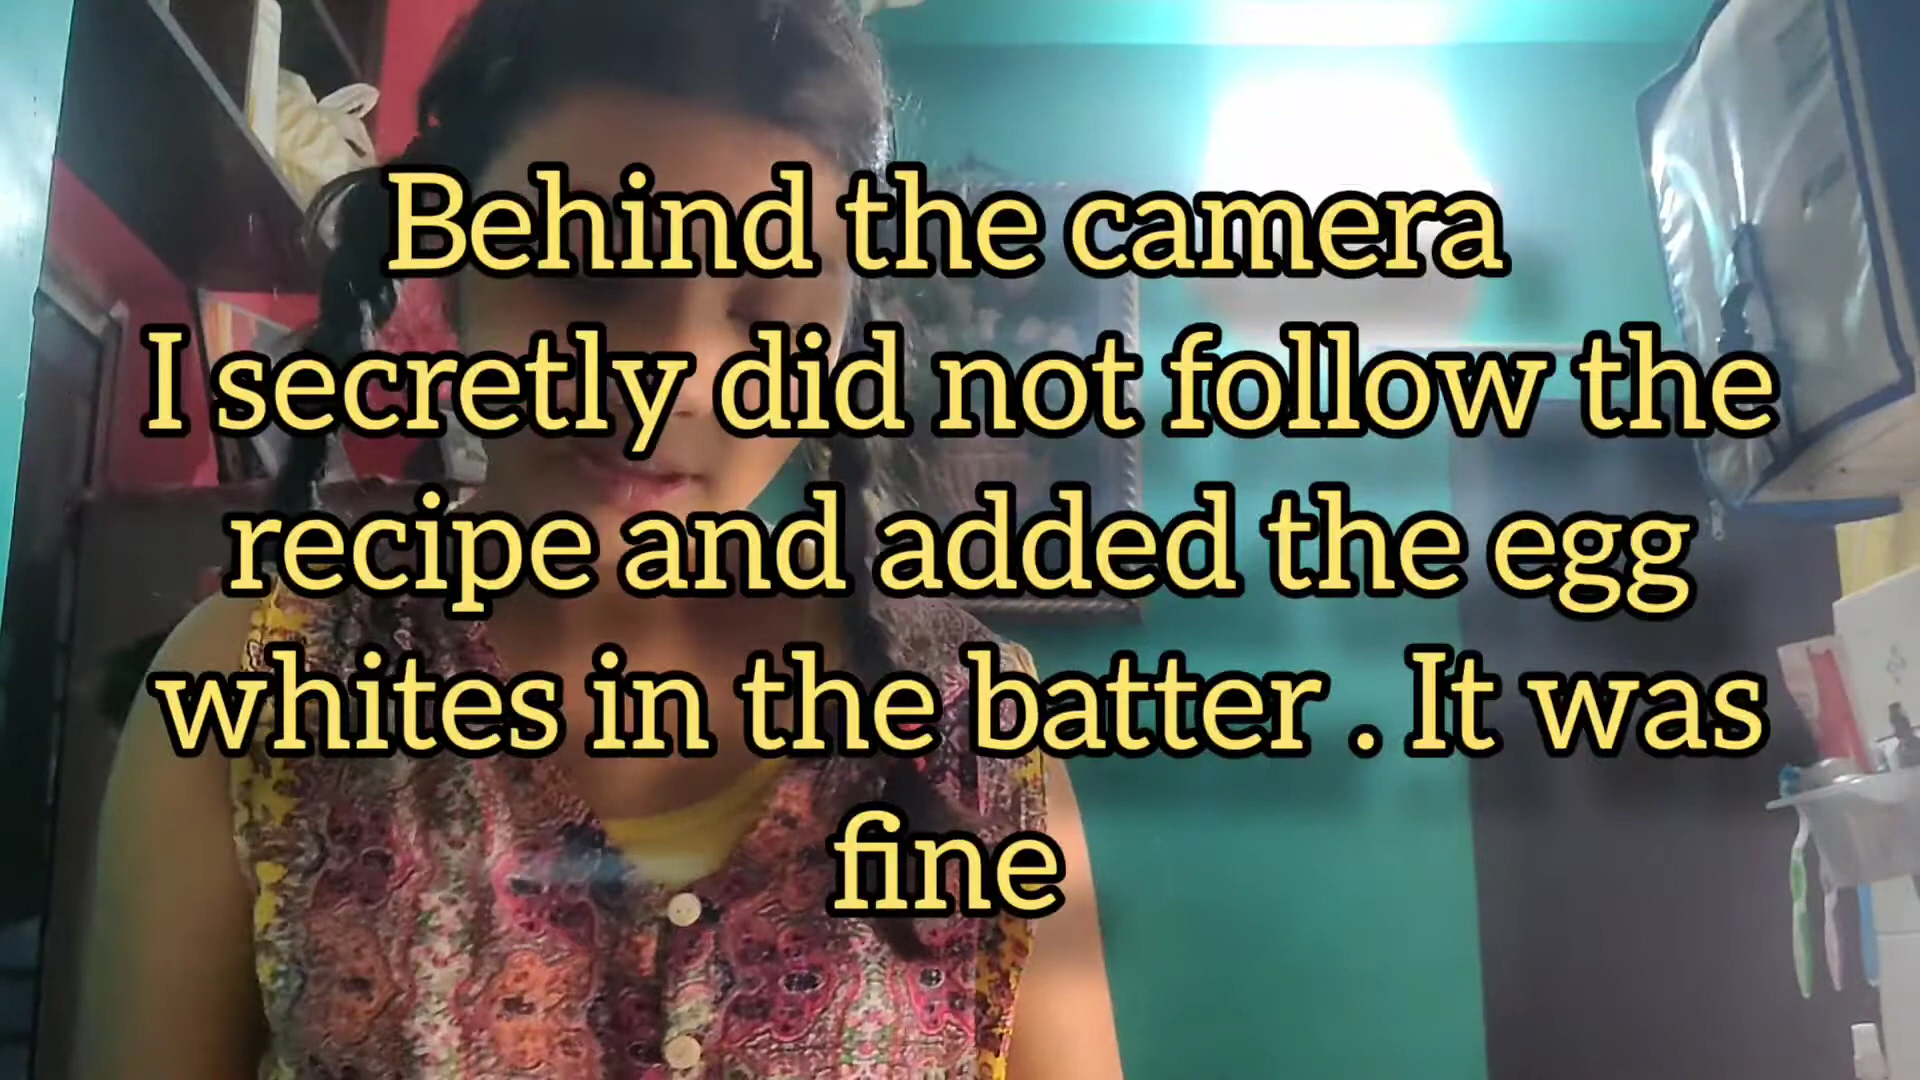 Behind the camera
I secretly did not follow the
recipe and added the egg
whites in the batter . It was
fine